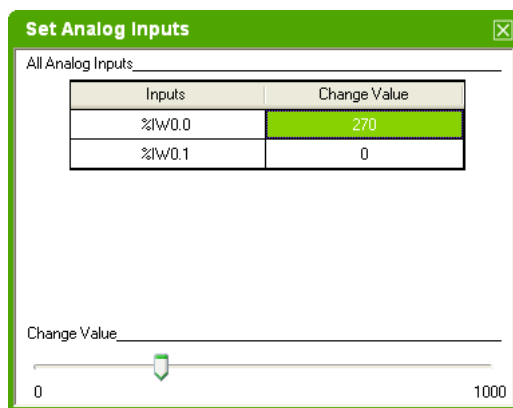 Set Analog Inputs
All Analog Inputs
Inputs Change Value
%IW0.0 270
%IW0.1 0
Change Value
0 1000